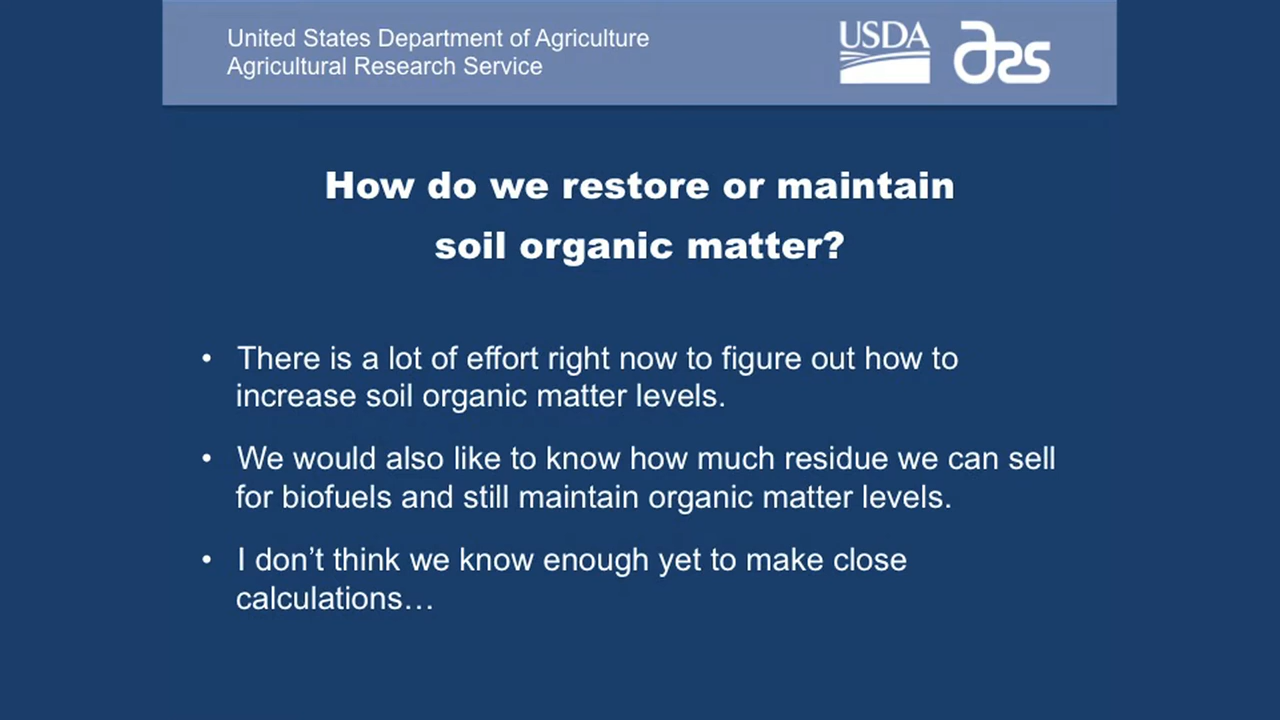 United States Department of Agriculture
Agricultural Research Service
USDA
ars
How do we restore or maintain
soil organic matter?
• There is a lot of effort right now to figure out how to
increase soil organic matter levels.
• We would also like to know how much residue we can sell
for biofuels and still maintain organic matter levels.
• I don’t think we know enough yet to make close
calculations…